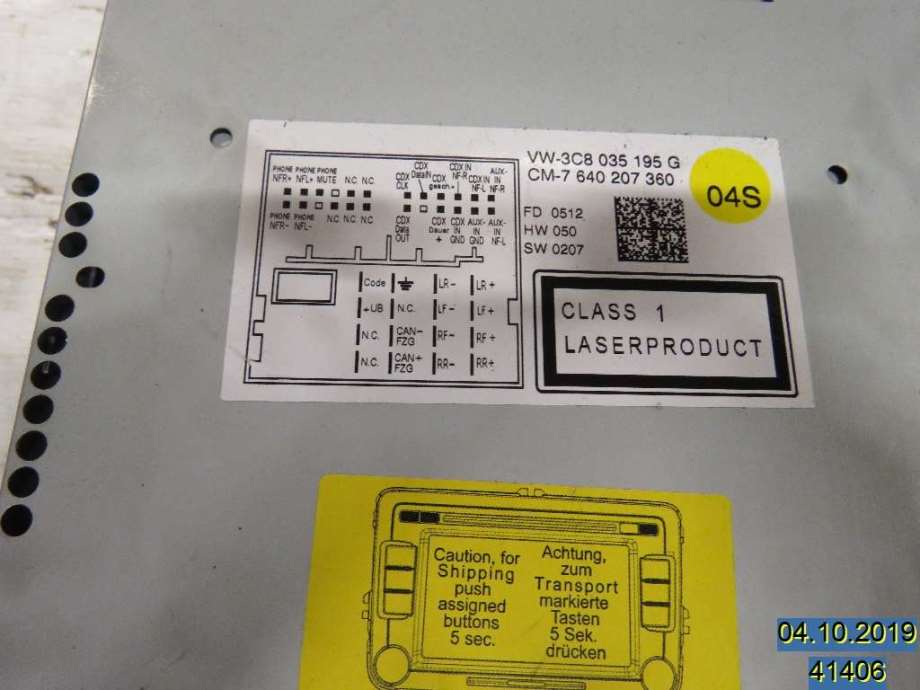 VW-3C8 035 195 G
CM-7 640 207 360
04S
FD 0512
HW 050
SW 0207
PHONE PHONE PHONE
NFR+ NFL+ MUTE N.C. N.C.
NFR- NFL- N.C. N.C. N.C.
PHONE PHONE
CDX CDX CDX IN AUX-
CLK DataIN gesch.+ NF-R CDX IN IN
NF-L NF-R
CDX CDX CDX AUX- AUX-
Data Dauer IN IN IN
OUT + GND GND NF-L
Code LR- LR+
+UB N.C. LF- LF+
N.C. CAN- FZG RF- RF+
N.C. CAN+ FZG RR- RR+
CLASS 1
LASERPRODUCT
Caution, for
Shipping
push
assigned
buttons
5 sec.
Achtung,
zum
Transport
markierte
Tasten
5 Sek.
drücken
04.10.2019
41406